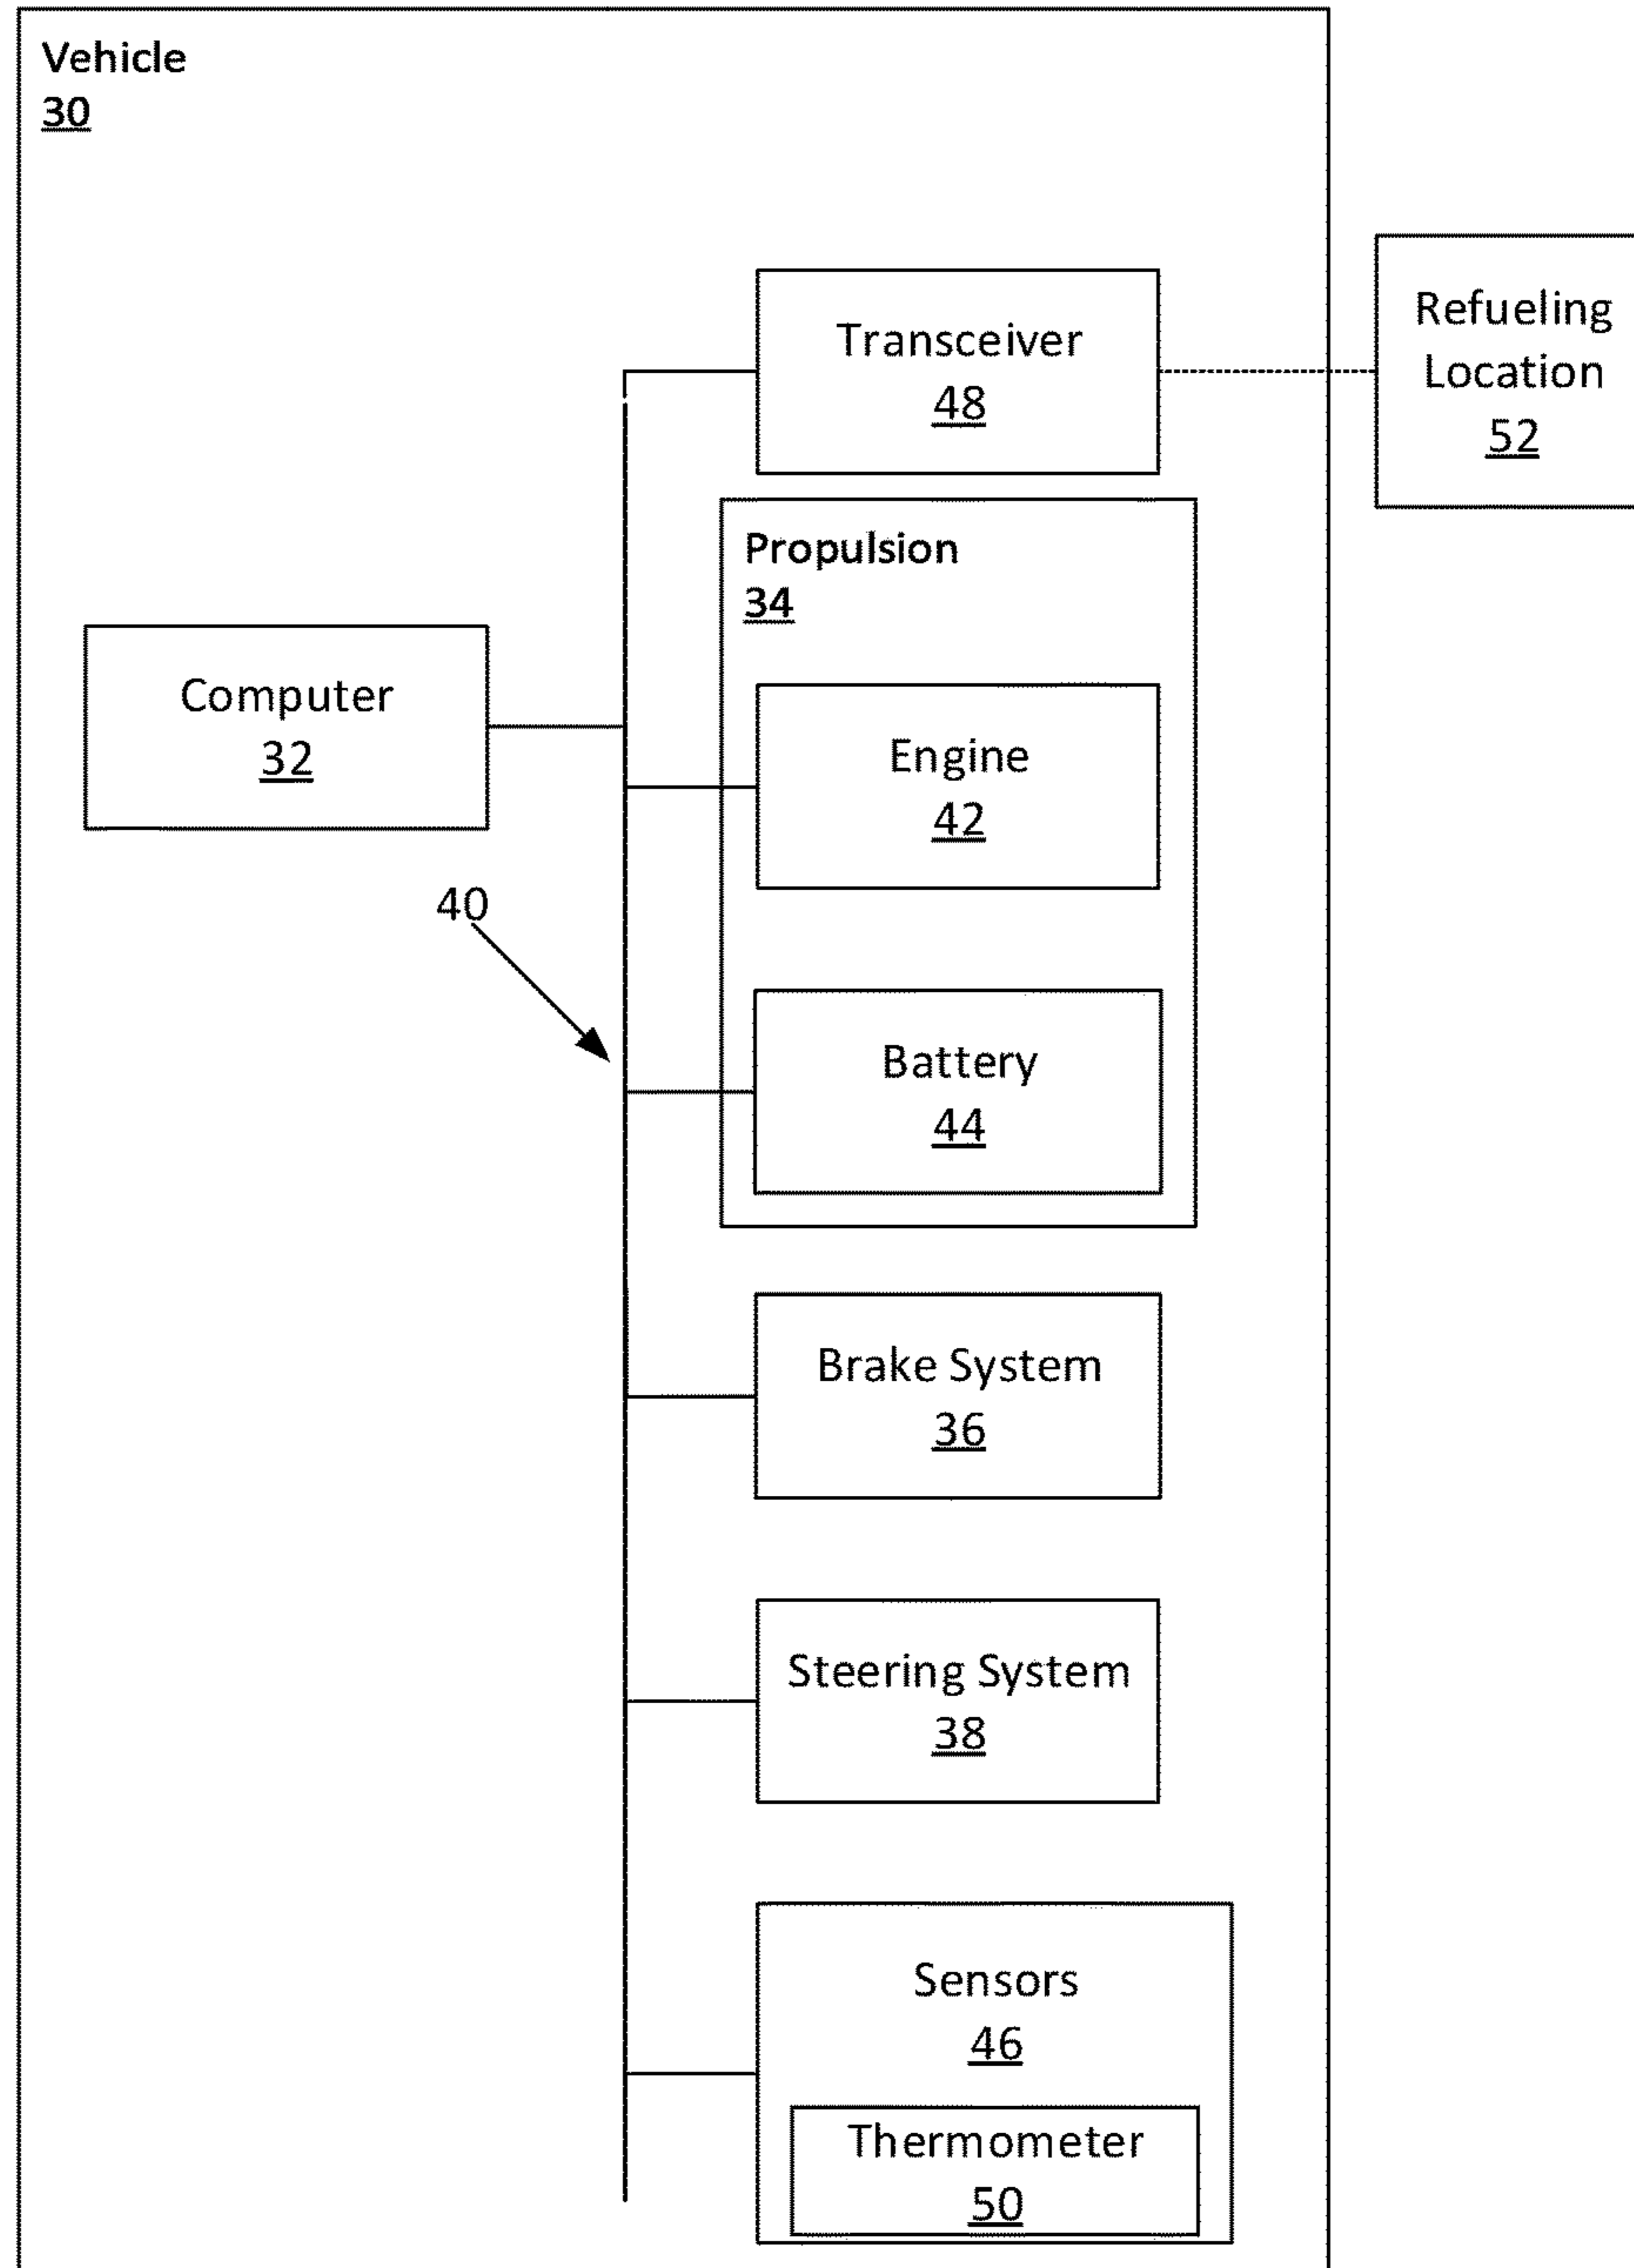 Vehicle
30
Transceiver
48
Refueling
Location
52
Propulsion
34
Computer
32
Engine
42
40
Battery
44
Brake System
36
Steering System
38
Sensors
46
Thermometer
50